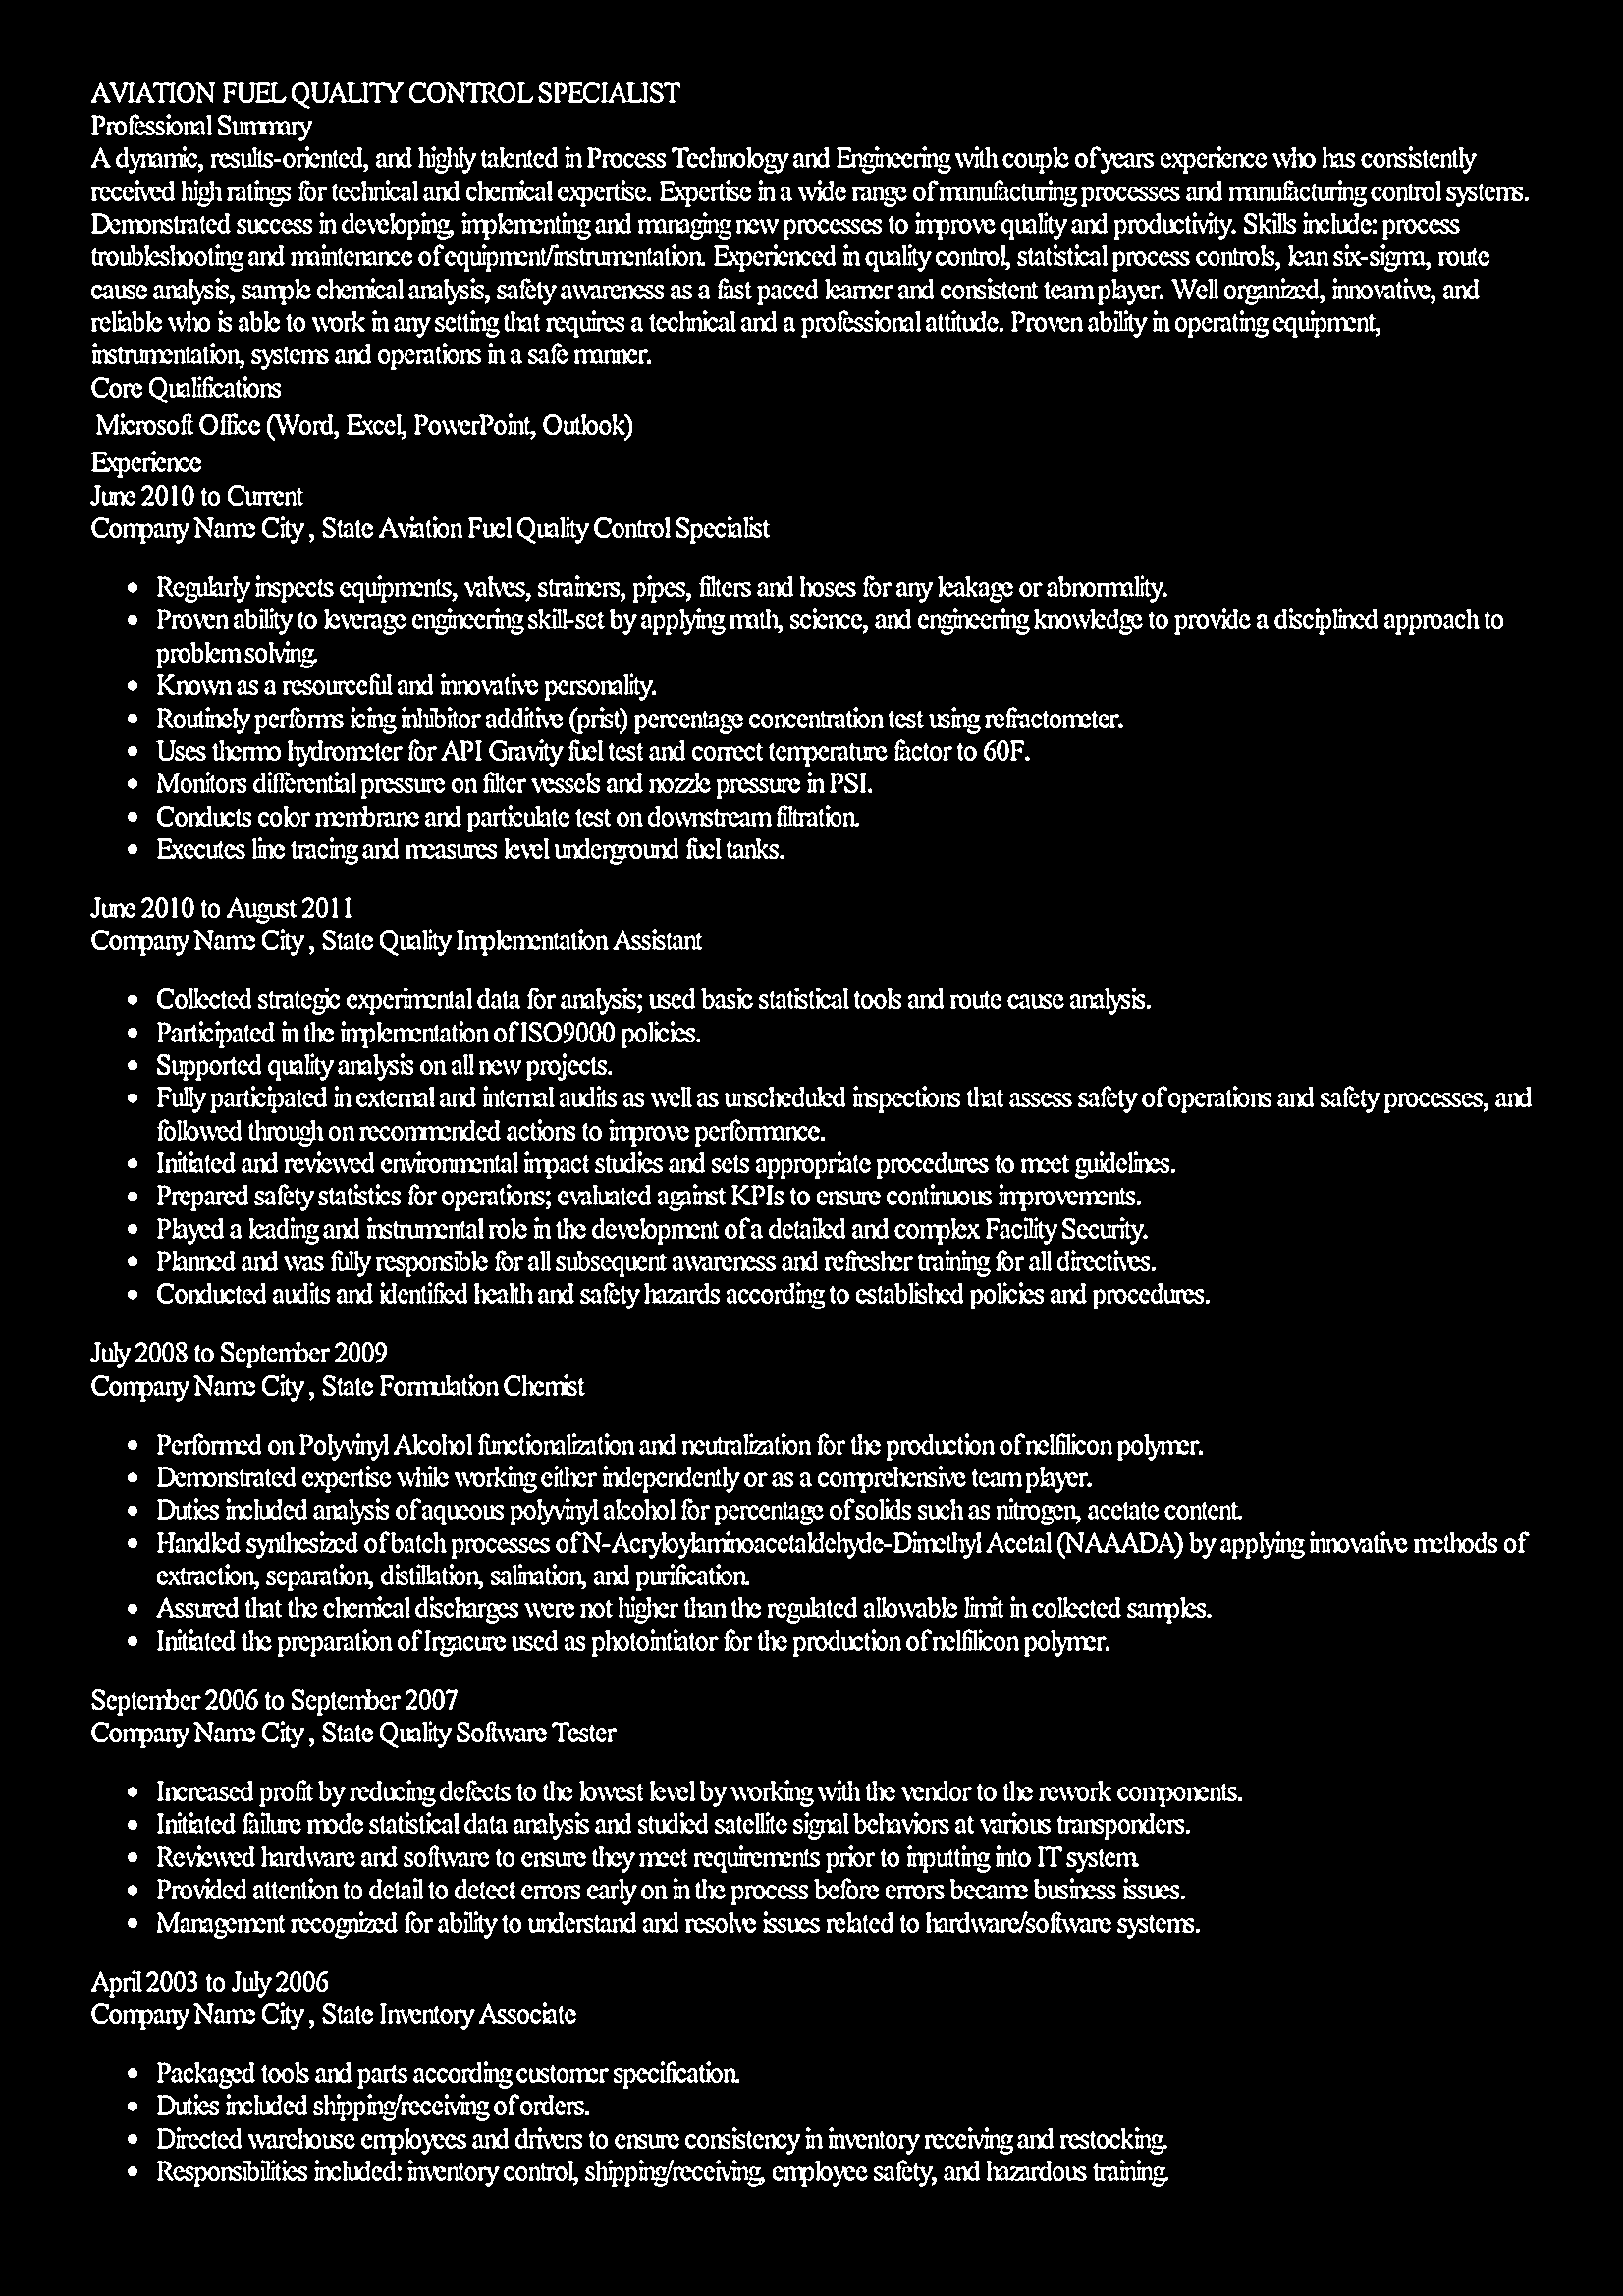 AVIATION FUEL QUALITY CONTROL SPECIALIST
Professional Summary
A dynamic, results-oriented, and highly talented in Process Technology and Engineering with couple of years experience who has consistently
received high ratings for technical and chemical expertise. Expertise in a wide range of manufacturing processes and manufacturing control systems.
Demonstrated success in developing, implementing and managing new processes to improve quality and productivity. Skills include: process
troubleshooting and maintenance of equipment/instrumentation. Experienced in quality control, statistical process controls, lean six-sigma, route
cause analysis, sample chemical analysis, safety awareness as a fast paced learner and consistent team player. Well organized, innovative, and
reliable who is able to work in any setting that requires a technical and a professional attitude. Proven ability in operating equipment,
instrumentation, systems and operations in a safe manner.
Core Qualifications
Microsoft Office (Word, Excel, PowerPoint, Outlook)
Experience
June 2010 to Current
Company Name City , State Aviation Fuel Quality Control Specialist
• Regularly inspects equipments, valves, strainers, pipes, filters and hoses for any leakage or abnormality.
• Proven ability to leverage engineering skill-set by applying math, science, and engineering knowledge to provide a disciplined approach to
problem solving.
• Known as a resourceful and innovative personality.
• Routinely performs icing inhibitor additive (prist) percentage concentration test using refractometer.
• Uses thermo hydrometer for API Gravity fuel test and correct temperature factor to 60F.
• Monitors differential pressure on filter vessels and nozzle pressure in PSI.
• Conducts color membrane and particulate test on downstream filtration.
• Executes line tracing and measures level underground fuel tanks.
June 2010 to August 2011
Company Name City , State Quality Implementation Assistant
• Collected strategic experimental data for analysis; used basic statistical tools and route cause analysis.
• Participated in the implementation of ISO9000 policies.
• Supported quality analysis on all new projects.
• Fully participated in external and internal audits as well as unscheduled inspections that assess safety of operations and safety processes, and
followed through on recommended actions to improve performance.
• Initiated and reviewed environmental impact studies and sets appropriate procedures to meet guidelines.
• Prepared safety statistics for operations; evaluated against KPIs to ensure continuous improvements.
• Played a leading and instrumental role in the development of a detailed and complex Facility Security.
• Planned and was fully responsible for all subsequent awareness and refresher training for all directives.
• Conducted audits and identified health and safety hazards according to established policies and procedures.
July 2008 to September 2009
Company Name City , State Formulation Chemist
• Performed on Polyvinyl Alcohol functionalization and neutralization for the production of nelfilicon polymer.
• Demonstrated expertise while working either independently or as a comprehensive team player.
• Duties included analysis of aqueous polyvinyl alcohol for percentage of solids such as nitrogen, acetate content.
• Handled synthesized of batch processes of N-Acryloylaminoacetaldehyde-Dimethyl Acetal (NAAADA) by applying innovative methods of
extraction, separation, distillation, salination, and purification.
• Assured that the chemical discharges were not higher than the regulated allowable limit in collected samples.
• Initiated the preparation of Irgacure used as photointiator for the production of nelfilicon polymer.
September 2006 to September 2007
Company Name City , State Quality Software Tester
• Increased profit by reducing defects to the lowest level by working with the vendor to the rework components.
• Initiated failure mode statistical data analysis and studied satellite signal behaviors at various transponders.
• Reviewed hardware and software to ensure they meet requirements prior to inputting into IT system.
• Provided attention to detail to detect errors early on in the process before errors became business issues.
• Management recognized for ability to understand and resolve issues related to hardware/software systems.
April 2003 to July 2006
Company Name City , State Inventory Associate
• Packaged tools and parts according customer specification.
• Duties included shipping/receiving of orders.
• Directed warehouse employees and drivers to ensure consistency in inventory receiving and restocking.
• Responsibilities included: inventory control, shipping/receiving, employee safety, and hazardous training.